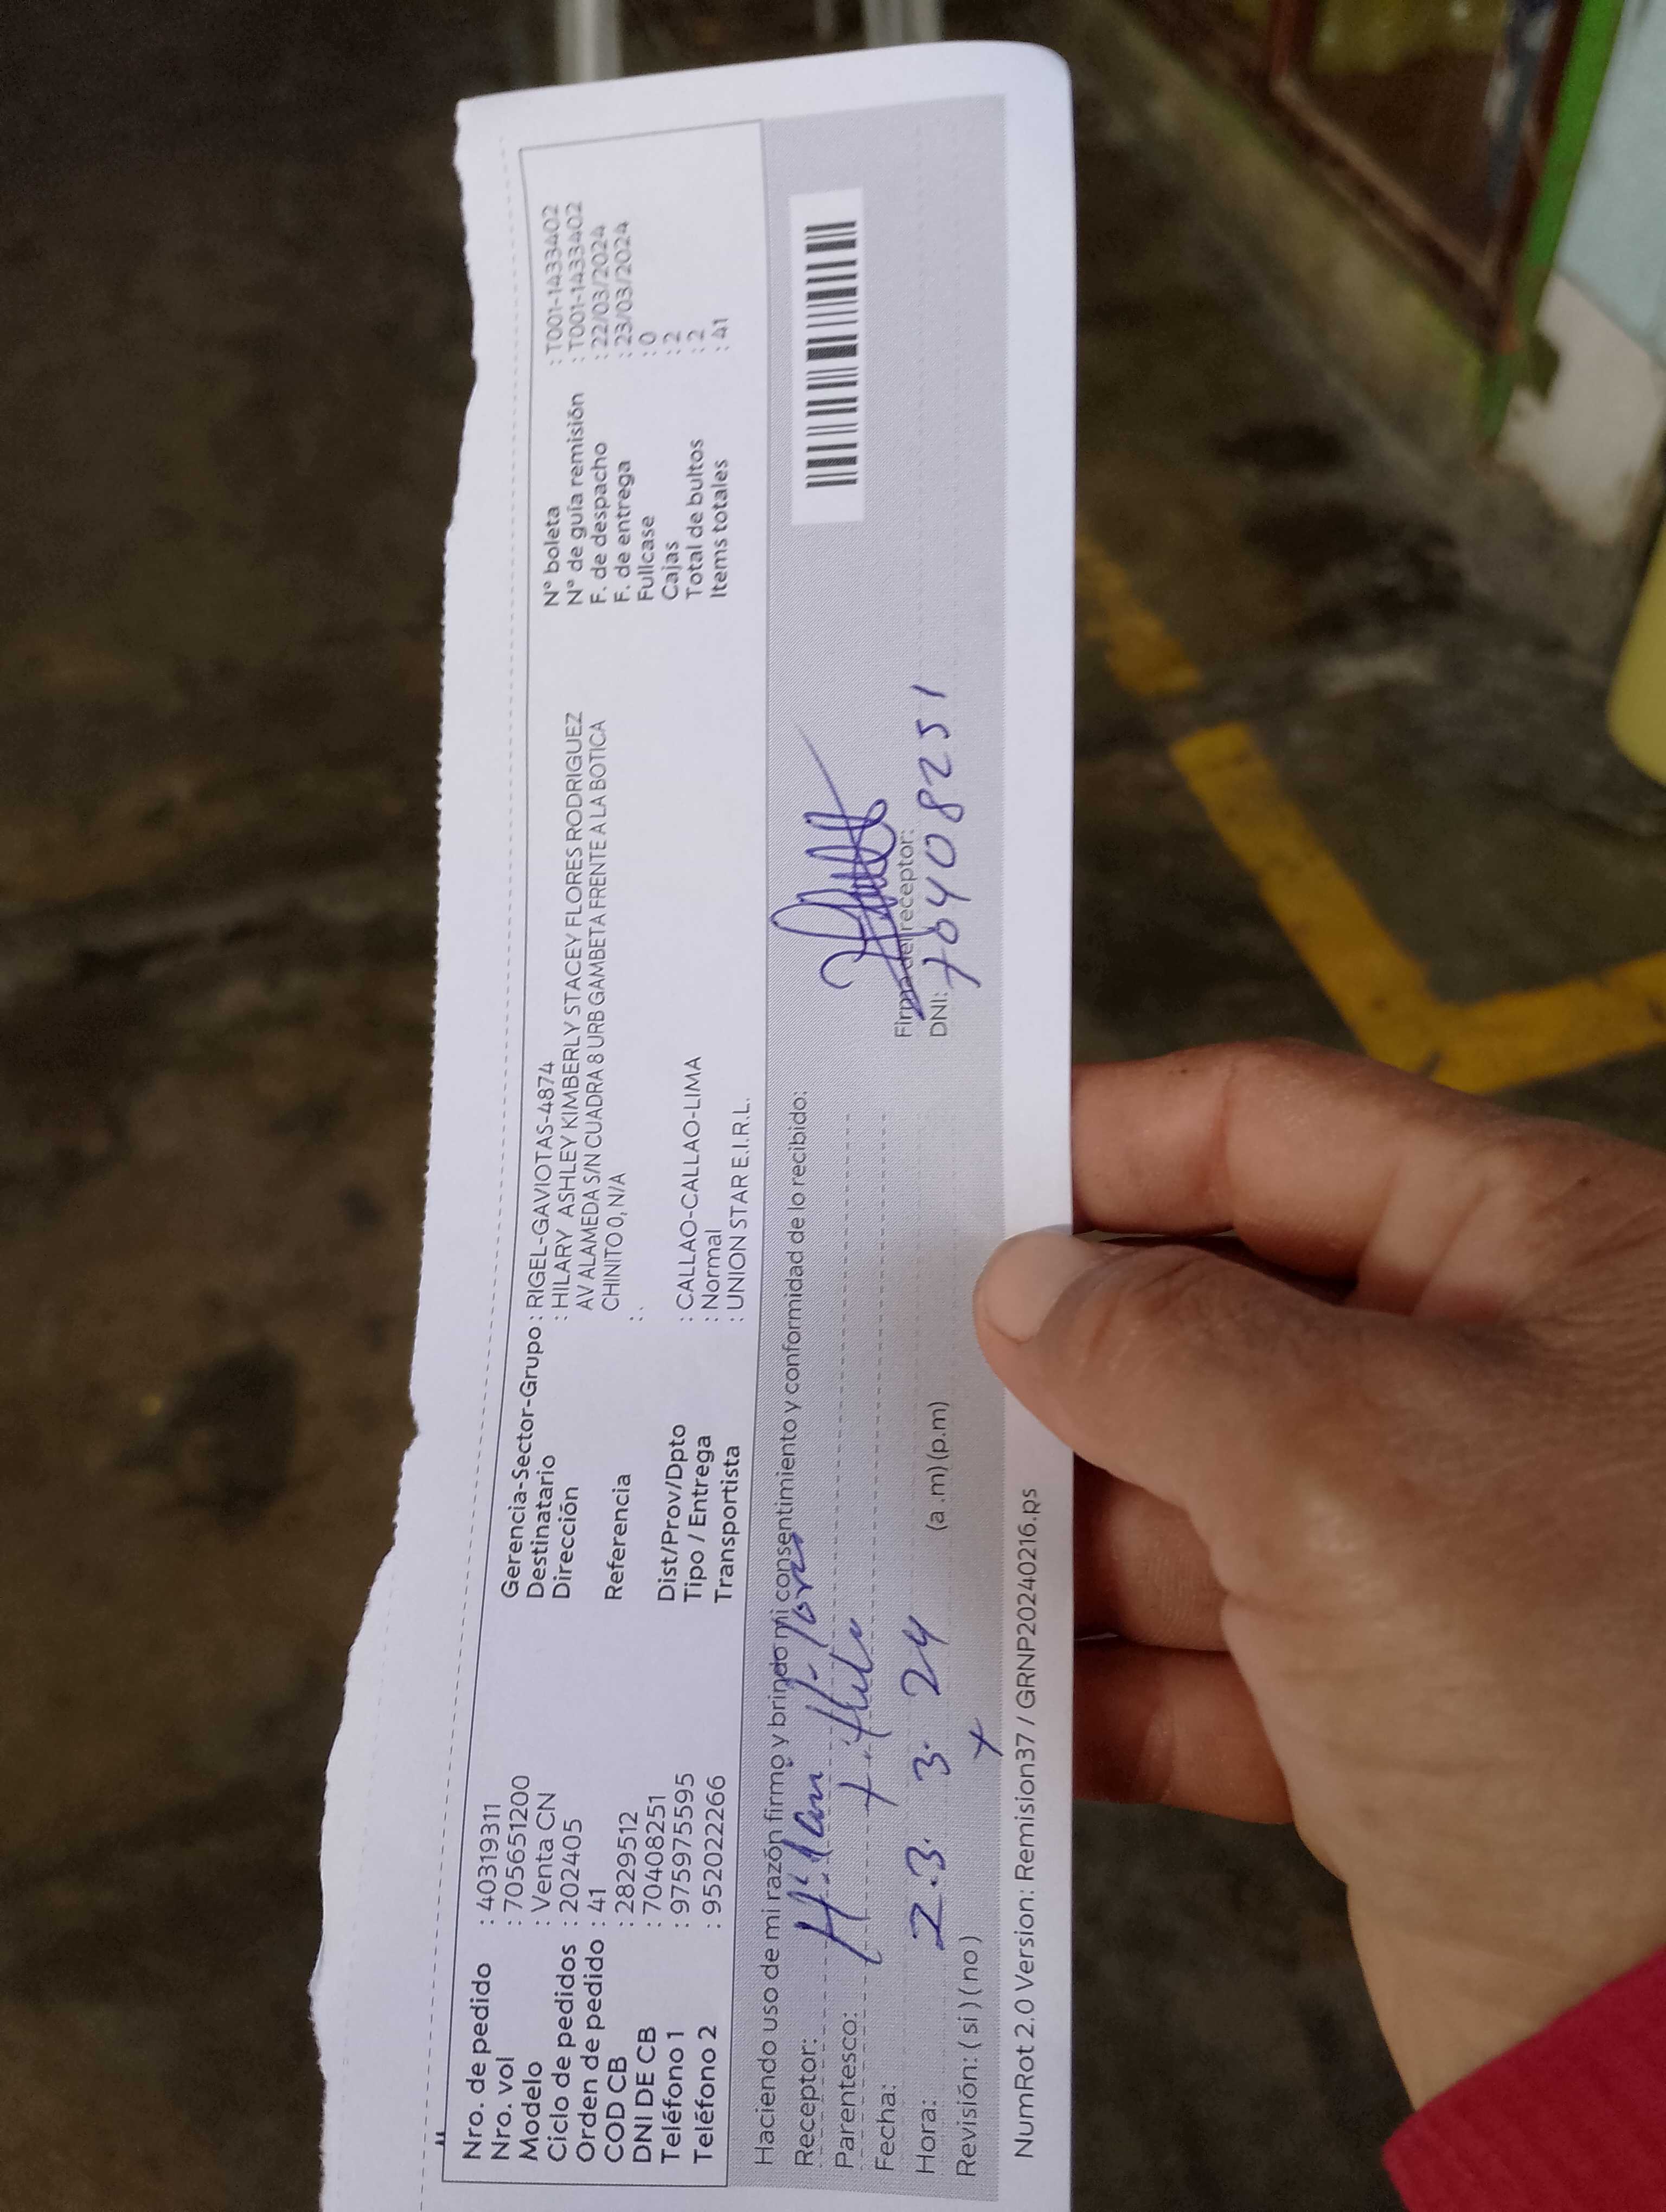 Nro. de pedido : 40319311
Nro. vol : 705651200
Modelo : Venta CN
Ciclo de pedidos : 202405
Orden de pedido : 41
COD CB : 2829512
DNI DE CB : 70408251
Teléfono 1 : 975975595
Teléfono 2 : 952022266
Gerencia-Sector-Grupo : RIGEL-GAVIOTAS-4874
Destinatario : HILARY ASHLEY KIMBERLY STACEY FLORES RODRIGUEZ
Dirección AV ALAMEDA S/N CUADRA 8 URB GAMBETA FRENTE A LA BOTICA
CHINITO 0, N/A
Referencia : .
Dist/Prov/Dpto : CALLAO-CALLAO-LIMA
Tipo / Entrega : Normal
Transportista : UNION STAR E.I.R.L.
N° boleta : T001-1433402
N° de guía remisión : T001-1433402
F. de despacho : 22/03/2024
F. de entrega : 23/03/2024
Fullcase : 0
Cajas : 2
Total de bultos : 2
Items totales : 41
Haciendo uso de mi razón firmo y brindo mi consentimiento y conformidad de lo recibido:
Receptor:
Parentesco:
Fecha: 23. 3. 24
Hora: (a .m) (p.m)
Revisión: ( si ) ( no )
Firma del receptor:
DNI: 70408251
NumRot 2.0 Version: Remision37 / GRNP20240216.ps